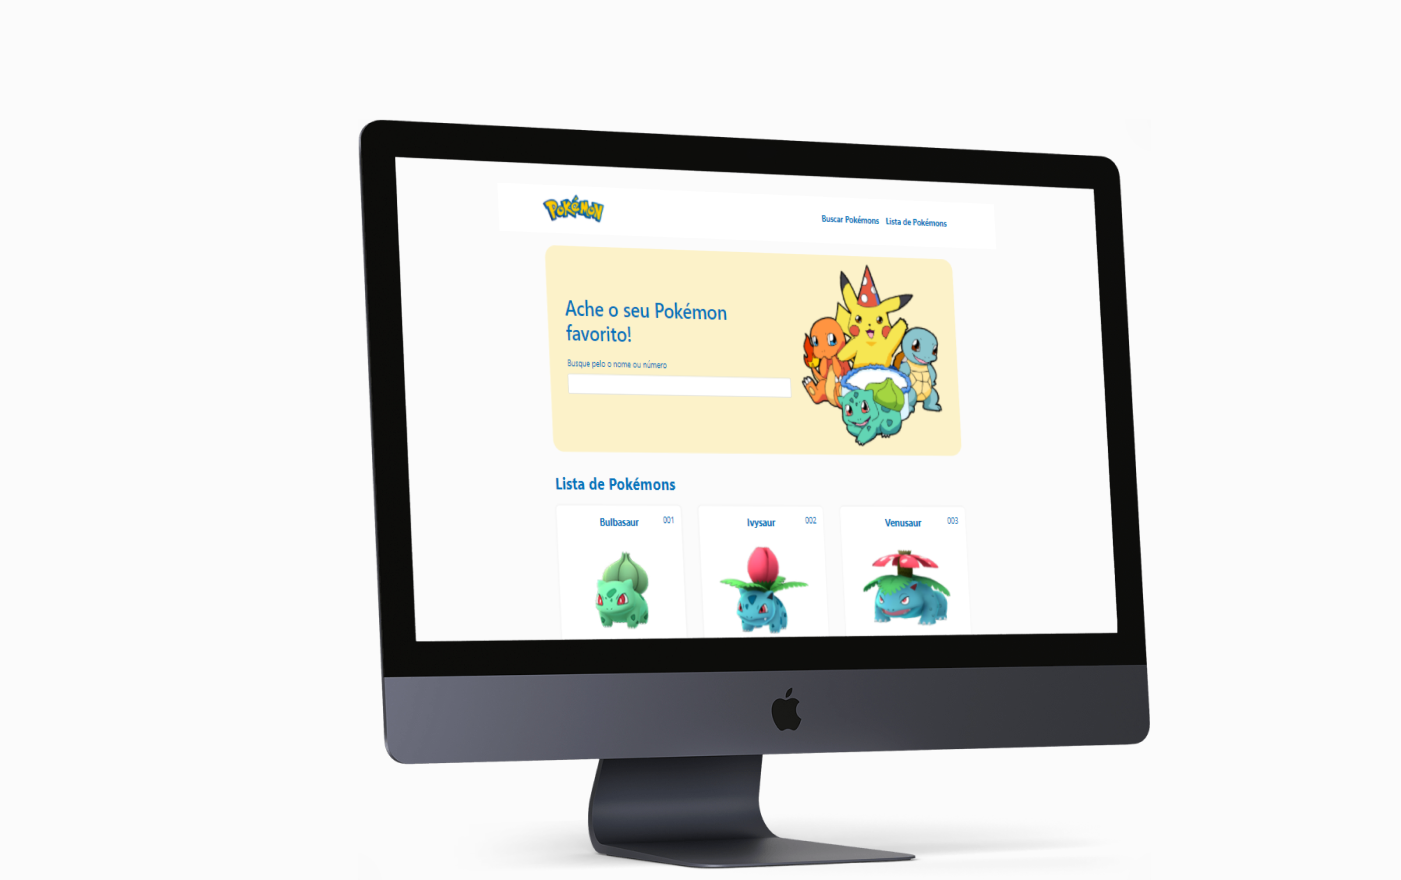 Pokémon
Buscar Pokémons Lista de Pokémons
Ache o seu Pokémon
favorito!
Busque pelo o nome ou número
Lista de Pokémons
Bulbasaur 001
Ivysaur 002
Venusaur 003